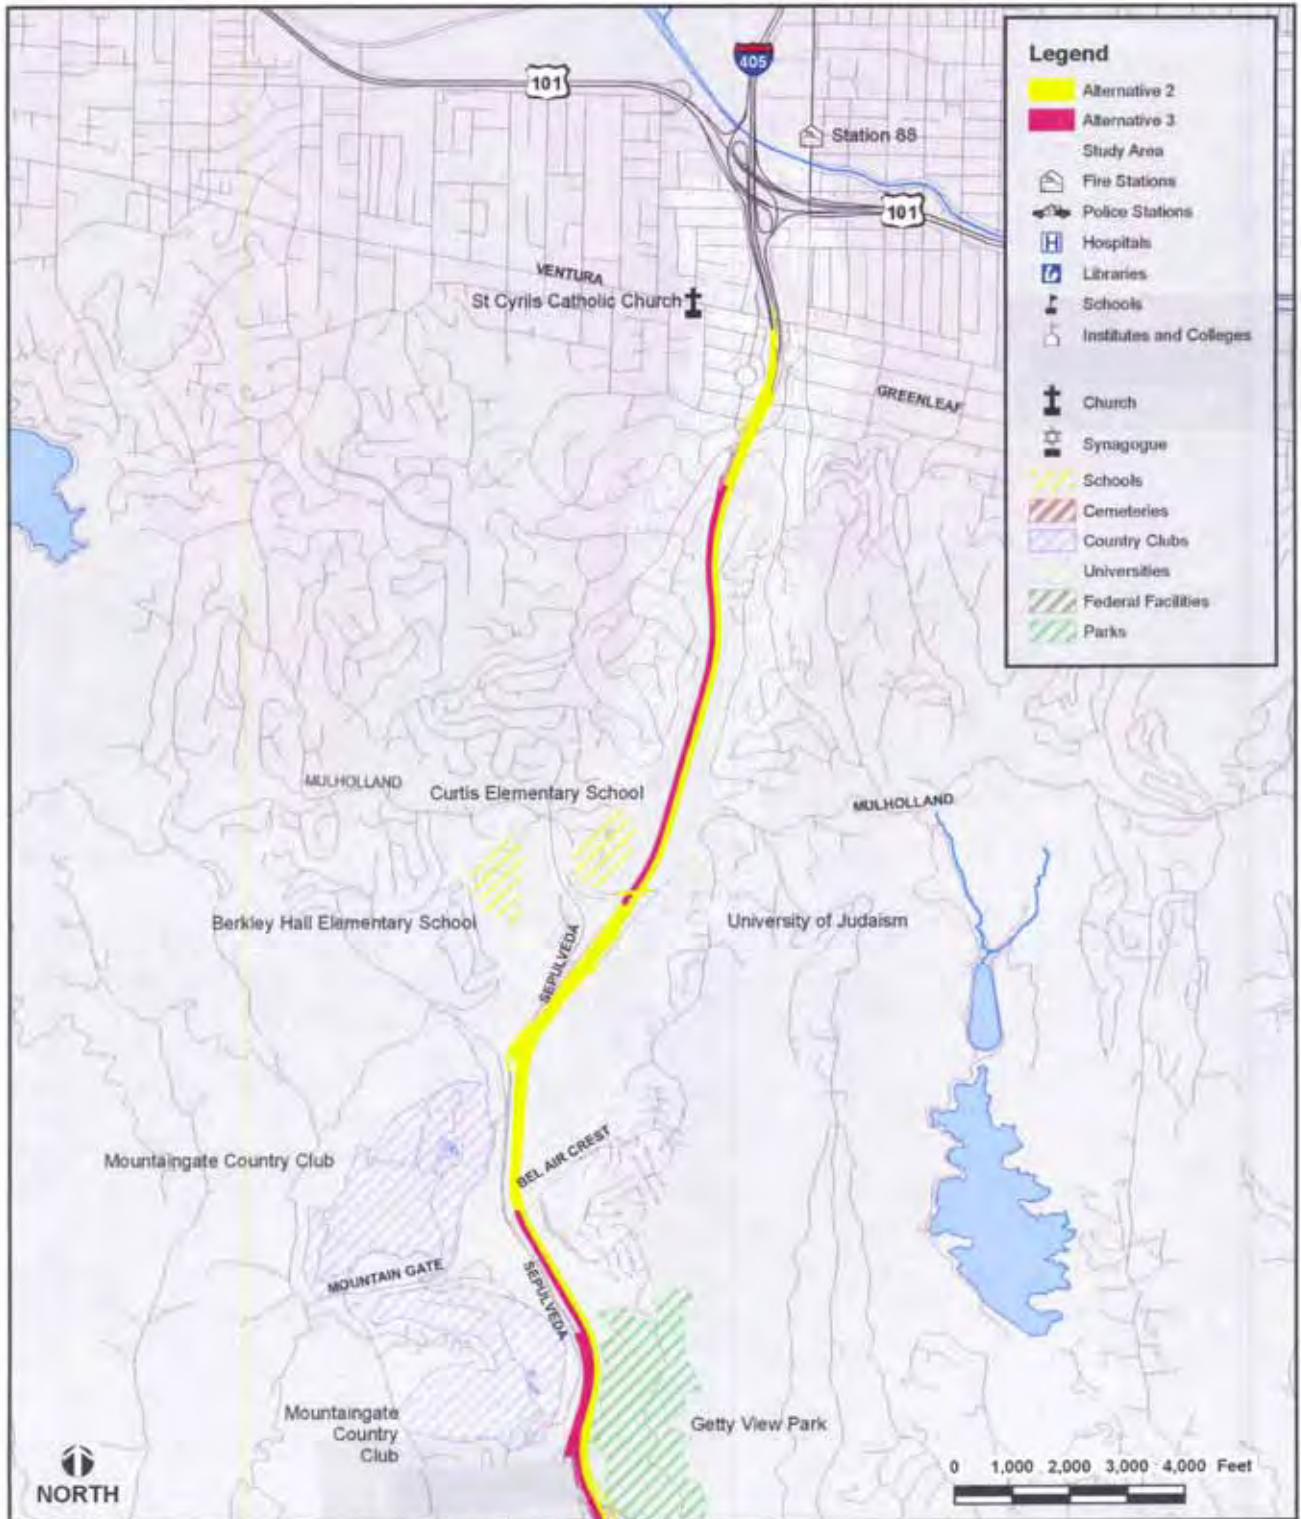 405
101
Station 88
101
VENTURA
St Cyrils Catholic Church
GREENLEAF
Legend
Alternative 2
Alternative 3
Study Area
Fire Stations
Police Stations
H Hospitals
Libraries
Schools
Institutes and Colleges
Church
Synagogue
Schools
Cemeteries
Country Clubs
Universities
Federal Facilities
Parks
MULHOLLAND
Curtis Elementary School
MULHOLLAND
Berkley Hall Elementary School
University of Judaism
SEPULVEDA
BEL AIR CREST
Mountaingate Country Club
MOUNTAIN GATE
SEPULVEDA
Mountaingate
Country
Club
Getty View Park
NORTH
0 1,000 2,000 3,000 4,000 Feet